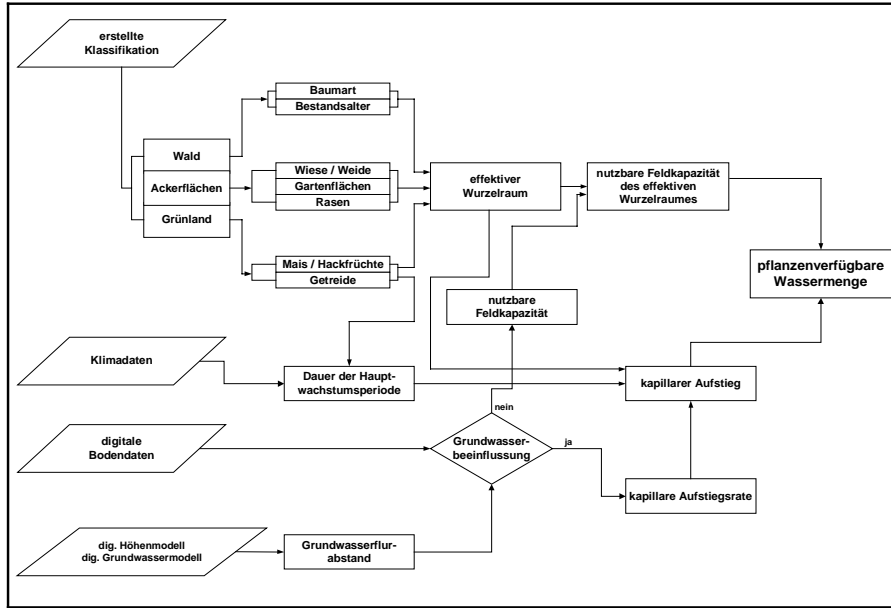 erstellte
Klassifikation
Baumart
Bestandsalter
Wald
Ackerflächen
Grünland
Wiese / Weide
Gartenflächen
Rasen
effektiver
Wurzelraum
nutzbare Feldkapazität
des effektiven
Wurzelraumes
Mais / Hackfrüchte
Getreide
pflanzenverfügbare
Wassermenge
nutzbare
Feldkapazität
Klimadaten
Dauer der Haupt-
wachstumsperiode
kapillarer Aufstieg
nein
digitale
Bodendaten
Grundwasser-
beeinflussung
ja
kapillare Aufstiegsrate
dig. Höhenmodell
dig. Grundwassermodell
Grundwasserflur-
abstand